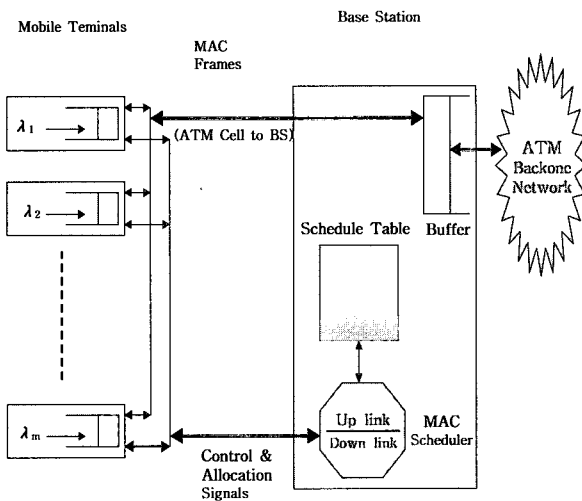 Mobile Teminals
Base Station
MAC
Frames
λ1
(ATM Cell to BS)
λ2
ATM
Backone
Network
Schedule Table
Buffer
λm
Up link
Down link
MAC
Scheduler
Control &
Allocation
Signals